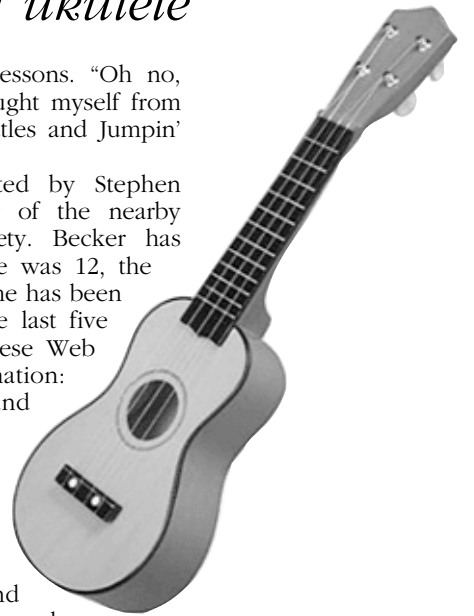 ukulele
essons. “Oh no,
ught myself from
tles and Jumpin’
ted by Stephen
of the nearby
ety. Becker has
e was 12, the
he has been
e last five
ese Web
nation:
and
nd